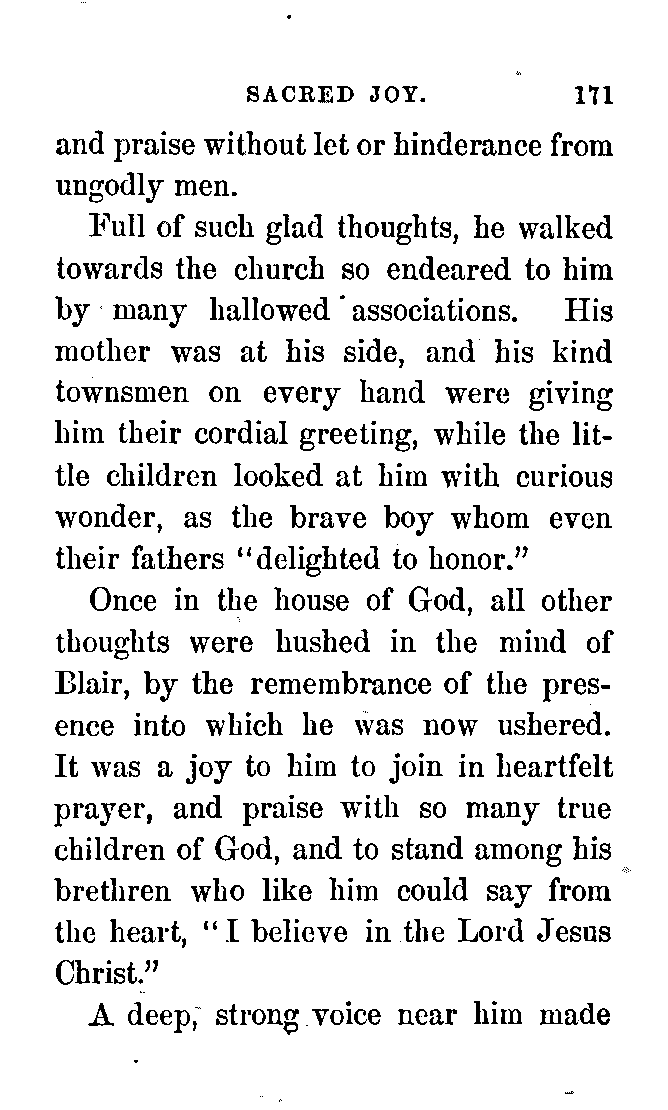 SACRED JOY. 171
and praise without let or hinderance from
ungodly men.
Full of such glad thoughts, he walked
towards the church so endeared to him
by many hallowed associations. His
mother was at his side, and his kind
townsmen on every hand were giving
him their cordial greeting, while the lit-
tle children looked at him with curious
wonder, as the brave boy whom even
their fathers "delighted to honor."
Once in the house of God, all other
thoughts were hushed in the mind of
Blair, by the remembrance of the pres-
ence into which he was now ushered.
It was a joy to him to join in heartfelt
prayer, and praise with so many true
children of God, and to stand among his
brethren who like him could say from
the heart, "I believe in the Lord Jesus
Christ."
A deep, strong voice near him made